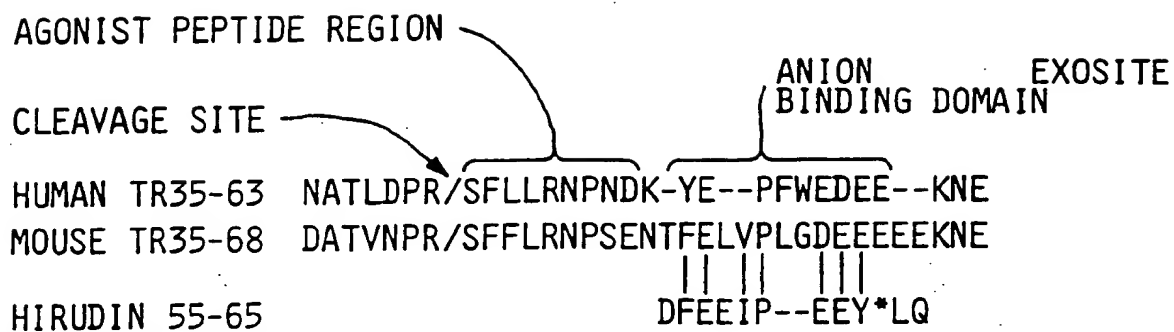 AGONIST PEPTIDE REGION
ANION EXOSITE
BINDING DOMAIN
CLEAVAGE SITE
HUMAN TR35-63 NATLDPR/SFLLRNPNDK-YE--PFWEDEE--KNE
MOUSE TR35-68 DATVNPR/SFFLRNPSENTFELVPLGDEEEEEKNE
HIRUDIN 55-65 DFEEIP--EEY*LQ